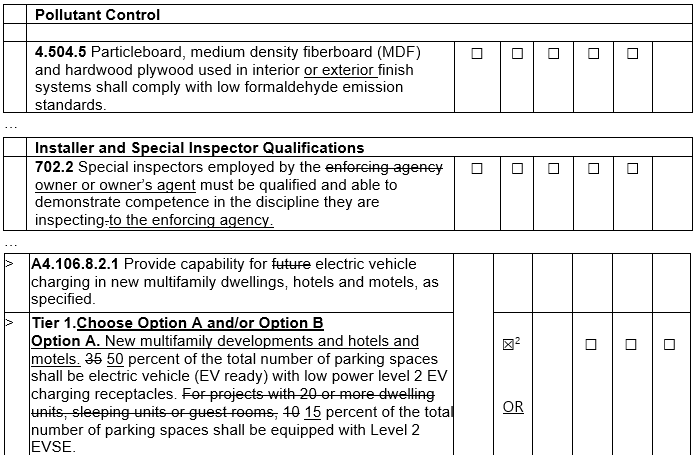 Pollutant Control
4.504.5 Particleboard, medium density fiberboard (MDF) ☐ ☐ ☐ ☐ ☐
and hardwood plywood used in interior or exterior finish
systems shall comply with low formaldehyde emission
standards.
...
Installer and Special Inspector Qualifications
702.2 Special inspectors employed by the enforcing agency ☐ ☐ ☐ ☐ ☐
owner or owner's agent must be qualified and able to
demonstrate competence in the discipline they are
inspecting-to the enforcing agency.
...
> A4.106.8.2.1 Provide capability for future electric vehicle
charging in new multifamily dwellings, hotels and motels, as
specified.
> Tier 1.Choose Option A and/or Option B
Option A. New multifamily developments and hotels and ☒2 ☐ ☐ ☐
motels. 35 50 percent of the total number of parking spaces
shall be electric vehicle (EV ready) with low power level 2 EV
charging receptacles. For projects with 20 or more dwelling
units, sleeping units or guest rooms, 10 15 percent of the total OR
number of parking spaces shall be equipped with Level 2
EVSE.